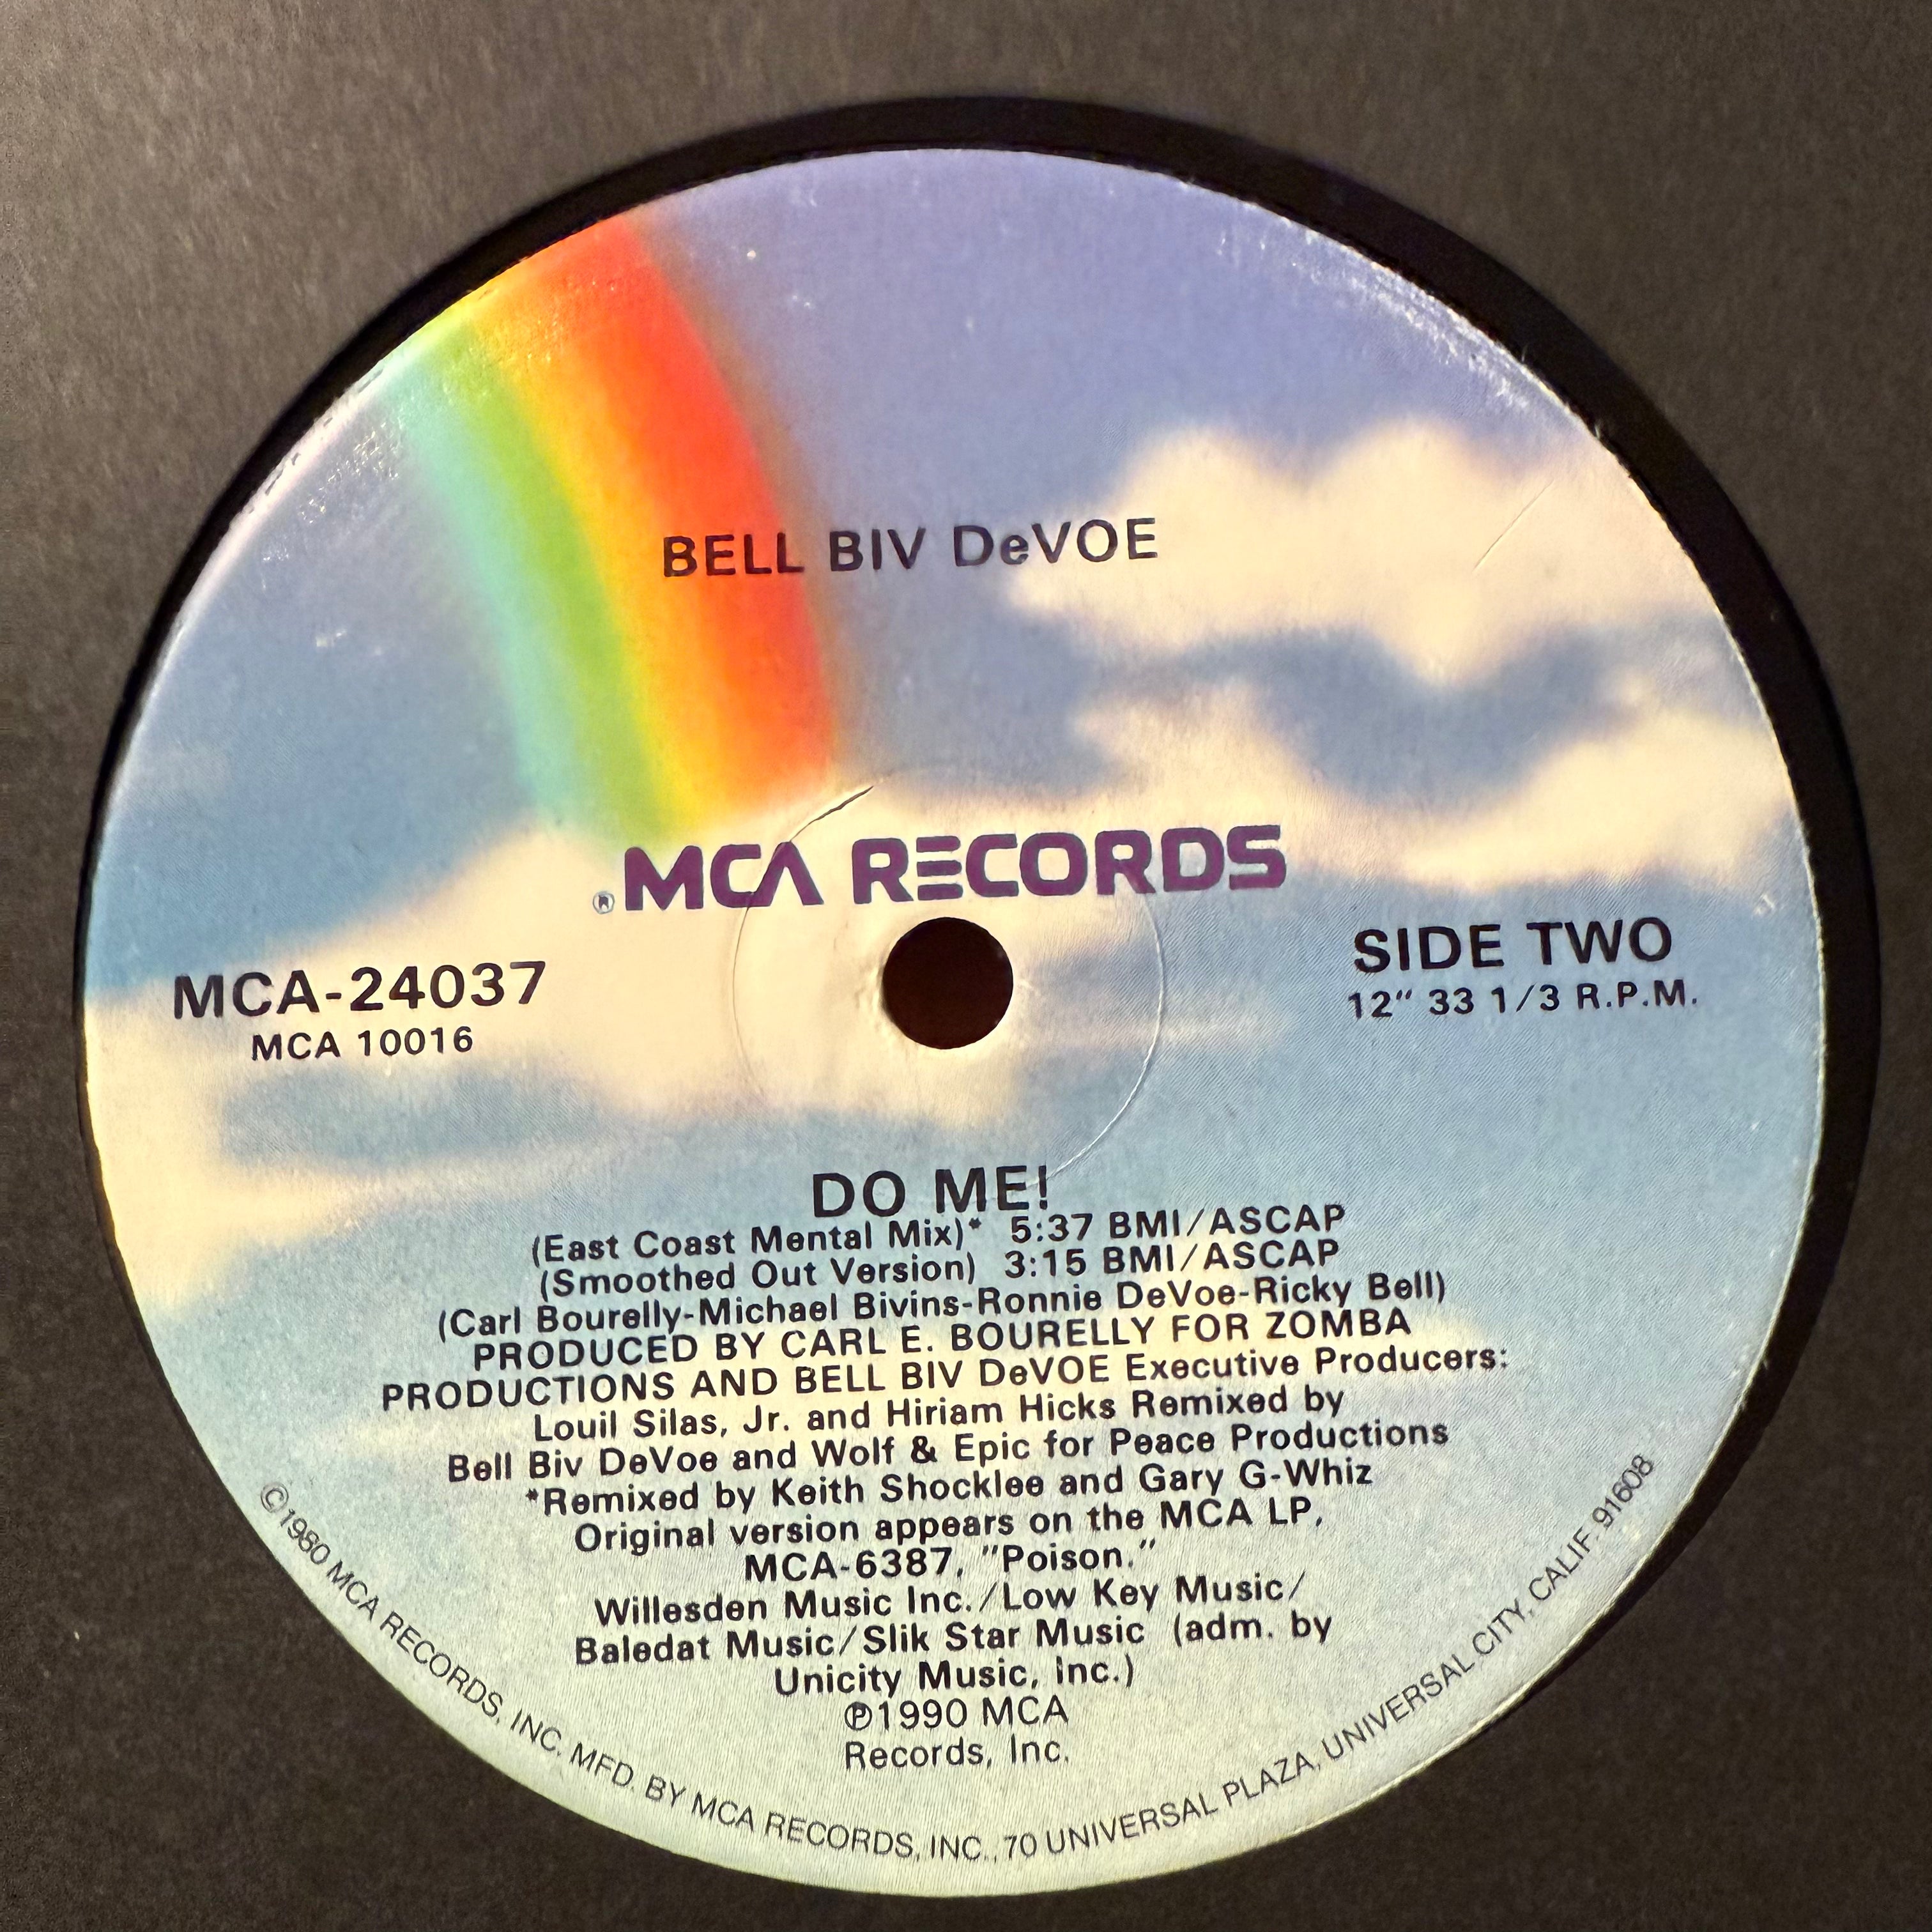 BELL BIV DeVOE
® MCA RECORDS
MCA-24037
MCA 10016
SIDE TWO
12" 33 1/3 R.P.M.
DO ME!
(East Coast Mental Mix)* 5:37 BMI/ASCAP
(Smoothed Out Version) 3:15 BMI/ASCAP
(Carl Bourelly-Michael Bivins-Ronnie DeVoe-Ricky Bell)
PRODUCED BY CARL E. BOURELLY FOR ZOMBA
PRODUCTIONS AND BELL BIV DeVOE Executive Producers:
Louil Silas, Jr. and Hiriam Hicks Remixed by
Bell Biv DeVoe and Wolf & Epic for Peace Productions
*Remixed by Keith Shocklee and Gary G-Whiz
Original version appears on the MCA LP,
MCA-6387, "Poison."
Willesden Music Inc./Low Key Music/
Baledat Music/Slik Star Music (adm. by
Unicity Music, Inc.)
℗1990 MCA
Records, Inc.
©1980 MCA RECORDS, INC. MFD. BY MCA RECORDS, INC., 70 UNIVERSAL PLAZA, UNIVERSAL CITY, CALIF. 91608